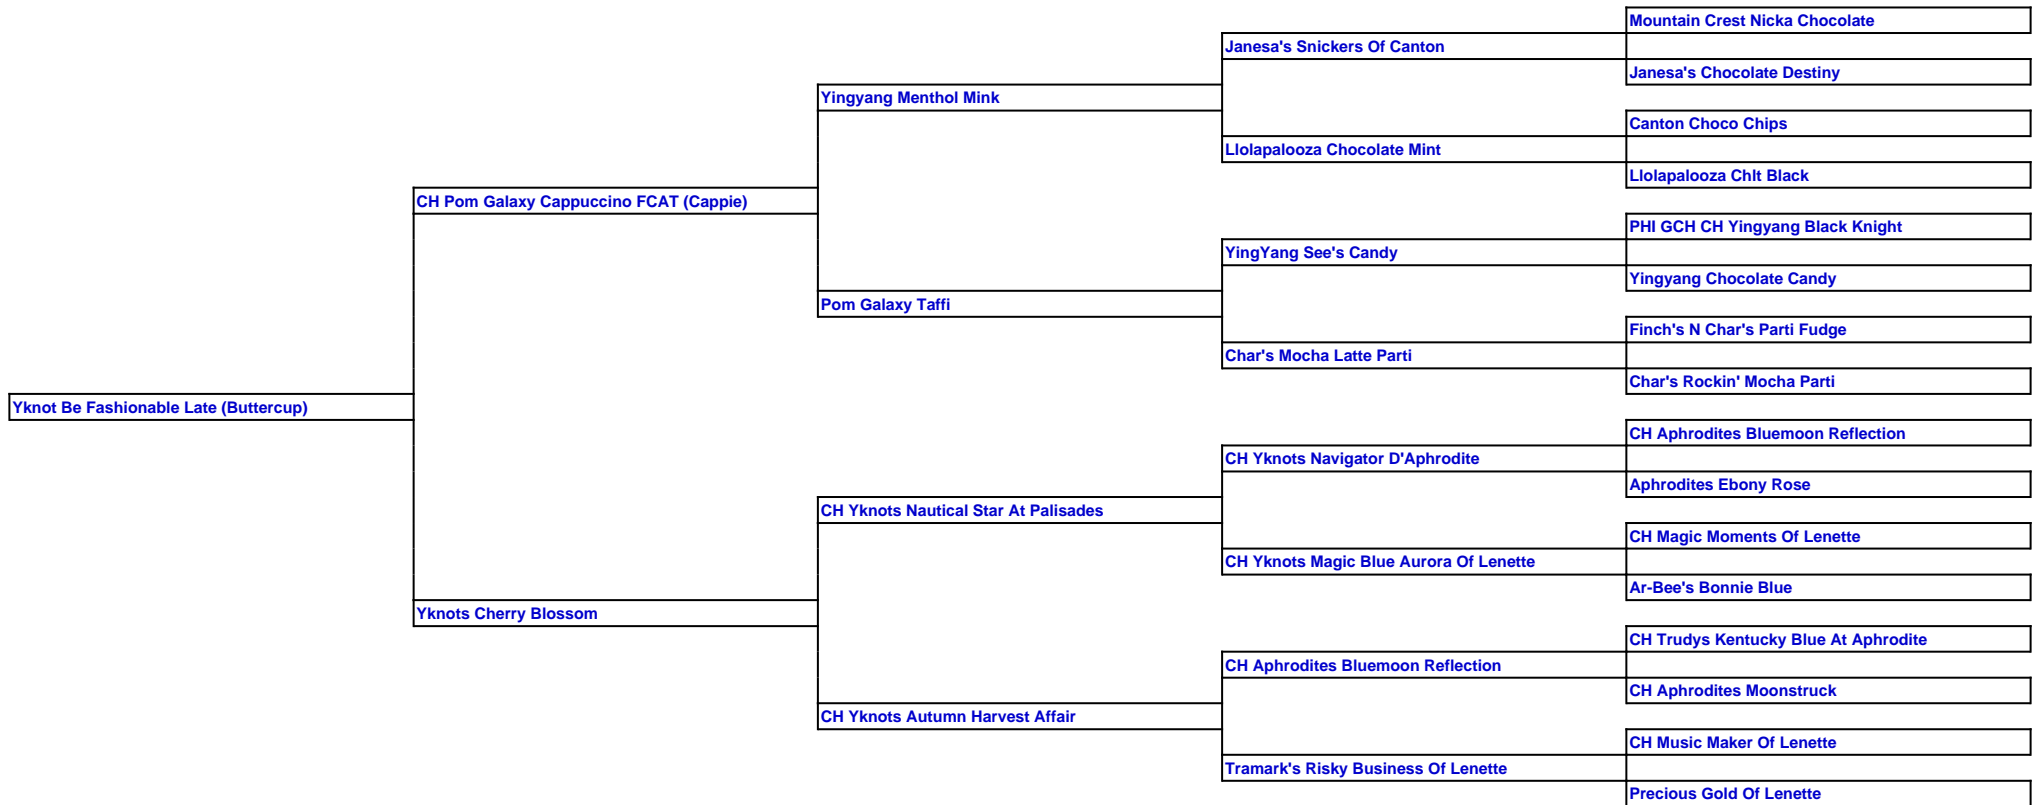 Mountain Crest Nicka Chocolate
Janesa's Snickers Of Canton
Janesa's Chocolate Destiny
Yingyang Menthol Mink
Canton Choco Chips
Llolapalooza Chocolate Mint
Llolapalooza Chlt Black
CH Pom Galaxy Cappuccino FCAT (Cappie)
PHI GCH CH Yingyang Black Knight
YingYang See's Candy
Yingyang Chocolate Candy
Pom Galaxy Taffi
Finch's N Char's Parti Fudge
Char's Mocha Latte Parti
Char's Rockin' Mocha Parti
Yknot Be Fashionable Late (Buttercup)
CH Aphrodites Bluemoon Reflection
CH Yknots Navigator D'Aphrodite
Aphrodites Ebony Rose
CH Yknots Nautical Star At Palisades
CH Magic Moments Of Lenette
CH Yknots Magic Blue Aurora Of Lenette
Ar-Bee's Bonnie Blue
Yknots Cherry Blossom
CH Trudys Kentucky Blue At Aphrodite
CH Aphrodites Bluemoon Reflection
CH Aphrodites Moonstruck
CH Yknots Autumn Harvest Affair
CH Music Maker Of Lenette
Tramark's Risky Business Of Lenette
Precious Gold Of Lenette